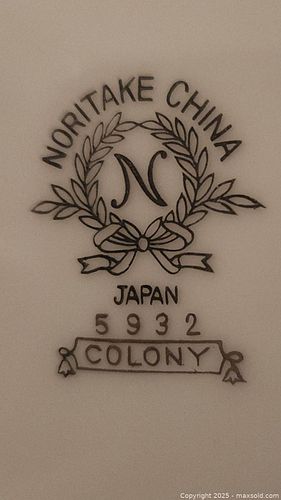 NORITAKE CHINA
N
JAPAN
5932
COLONY
Copyright © 2025 - maxsold.com